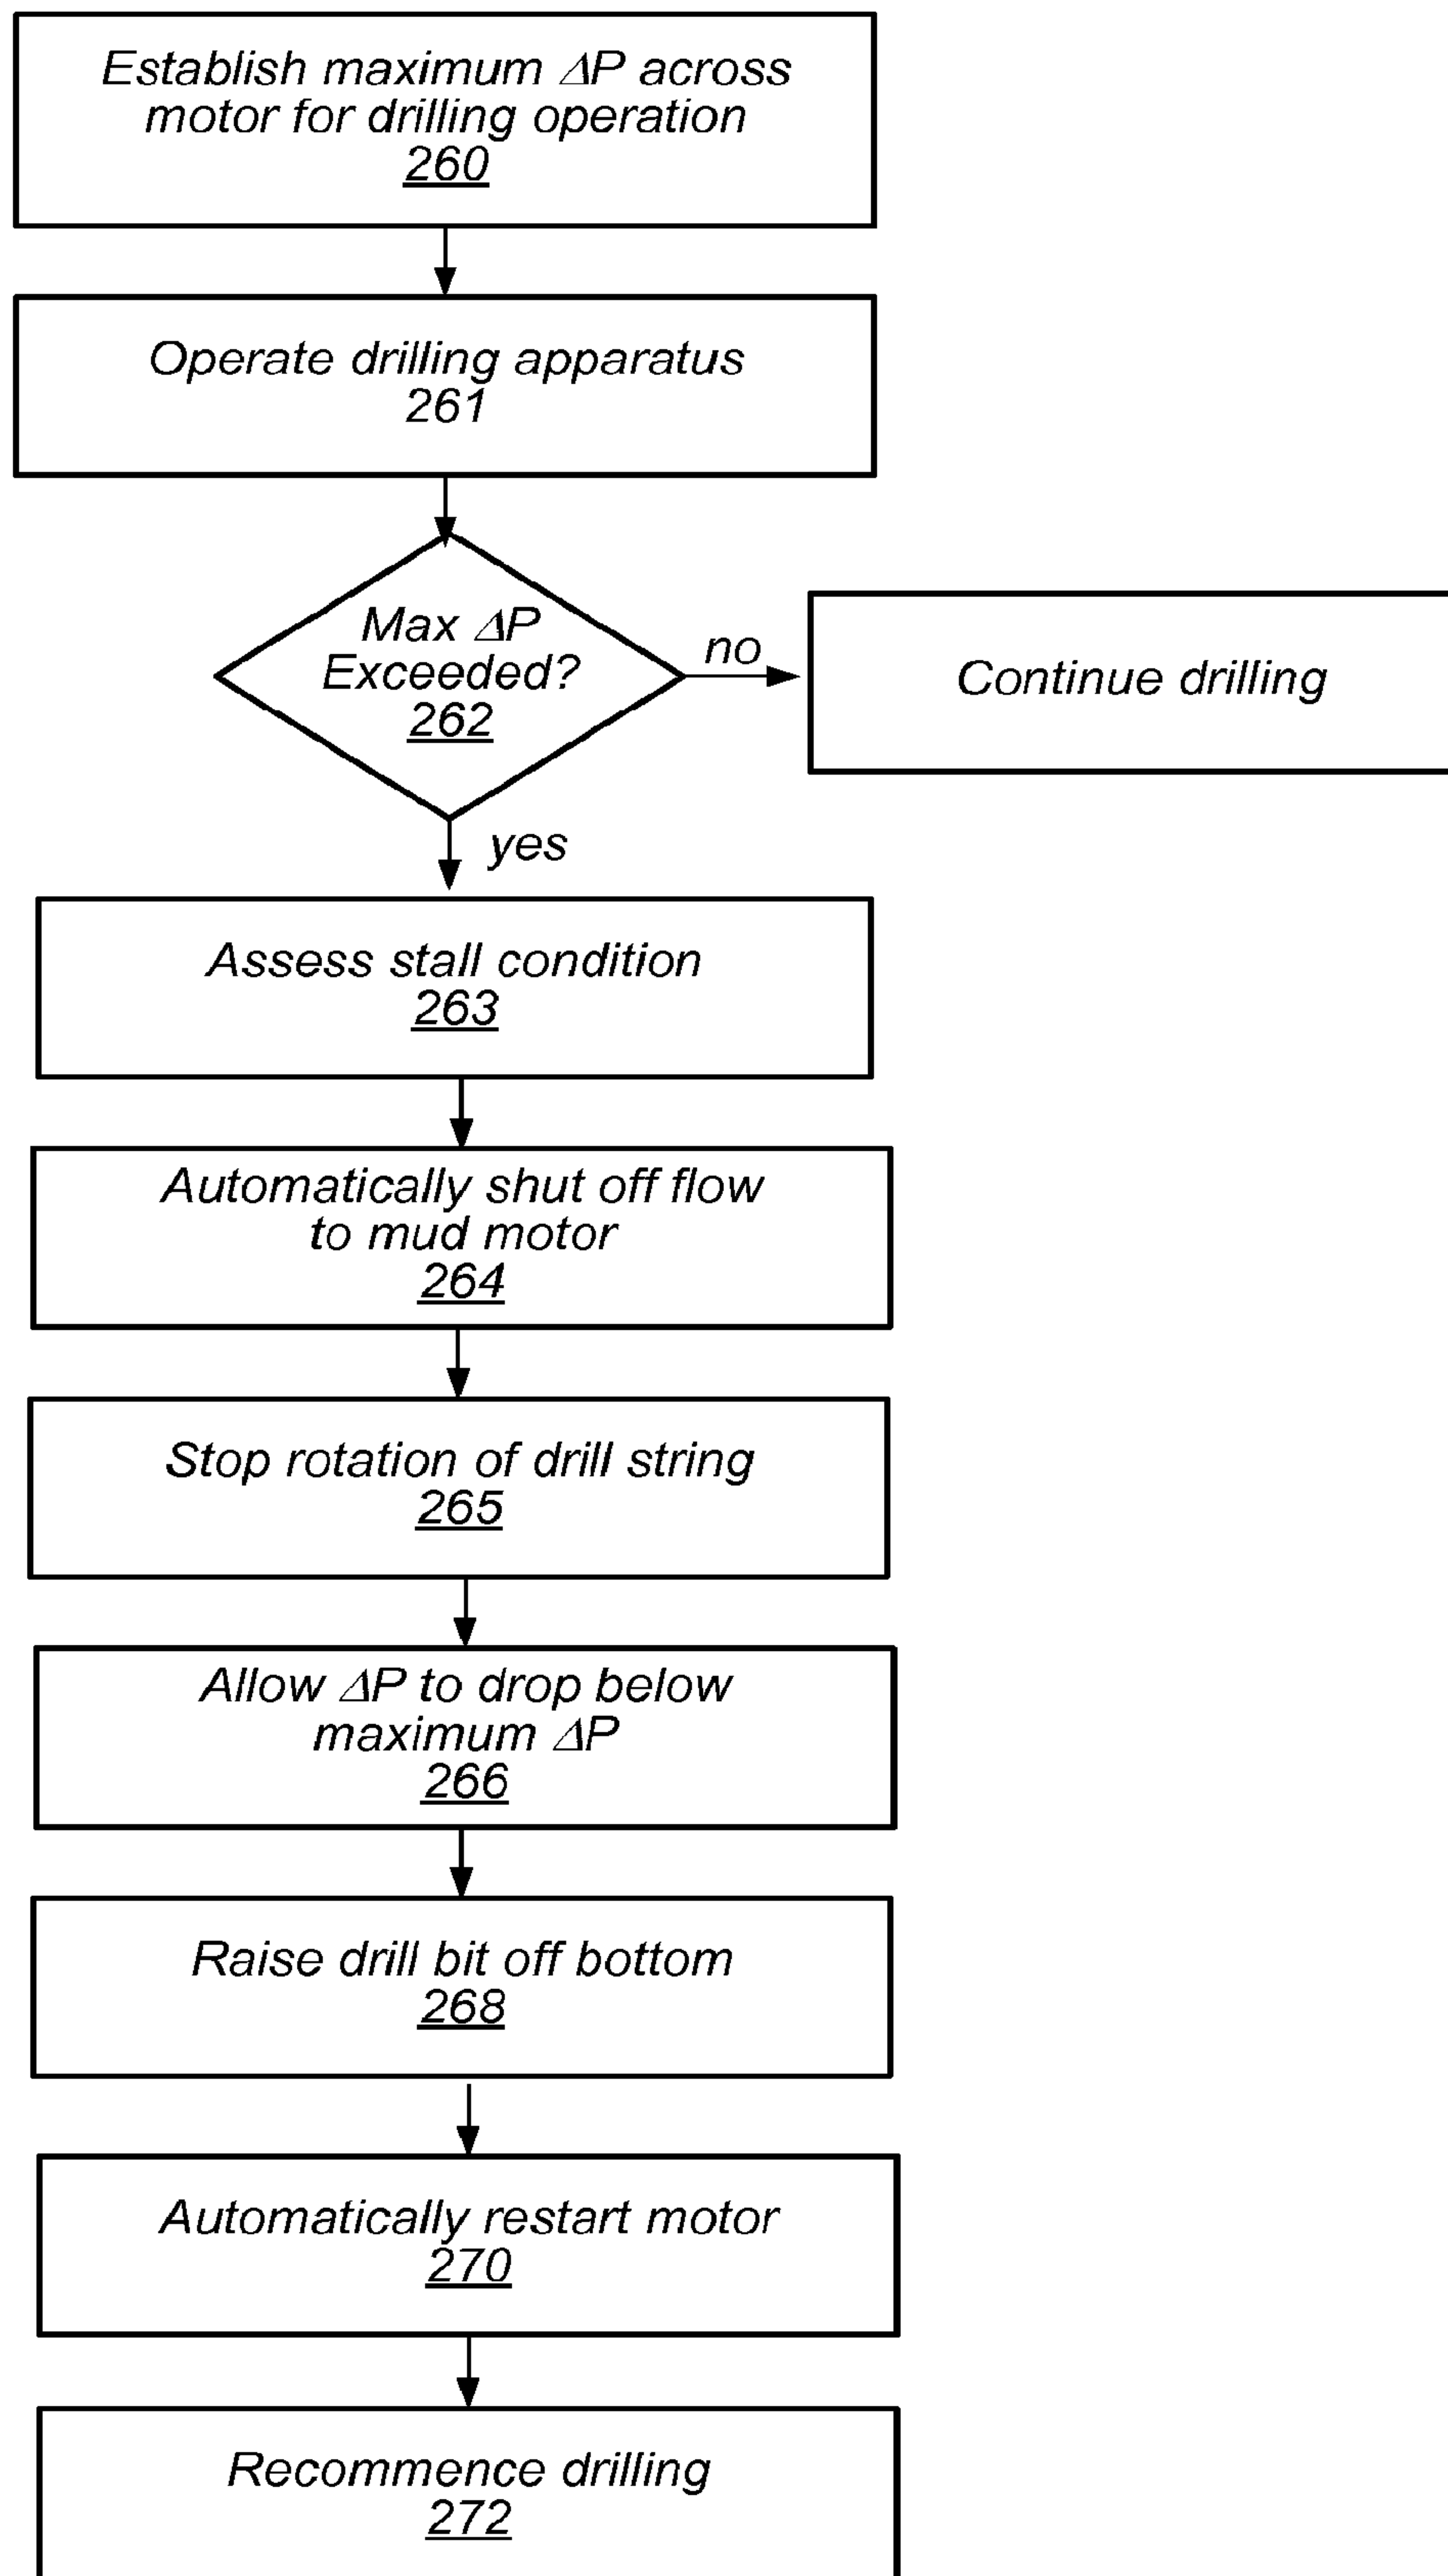 Establish maximum ΔP across
motor for drilling operation
260
Operate drilling apparatus
261
Max ΔP
Exceeded?
262
no
Continue drilling
yes
Assess stall condition
263
Automatically shut off flow
to mud motor
264
Stop rotation of drill string
265
Allow ΔP to drop below
maximum ΔP
266
Raise drill bit off bottom
268
Automatically restart motor
270
Recommence drilling
272